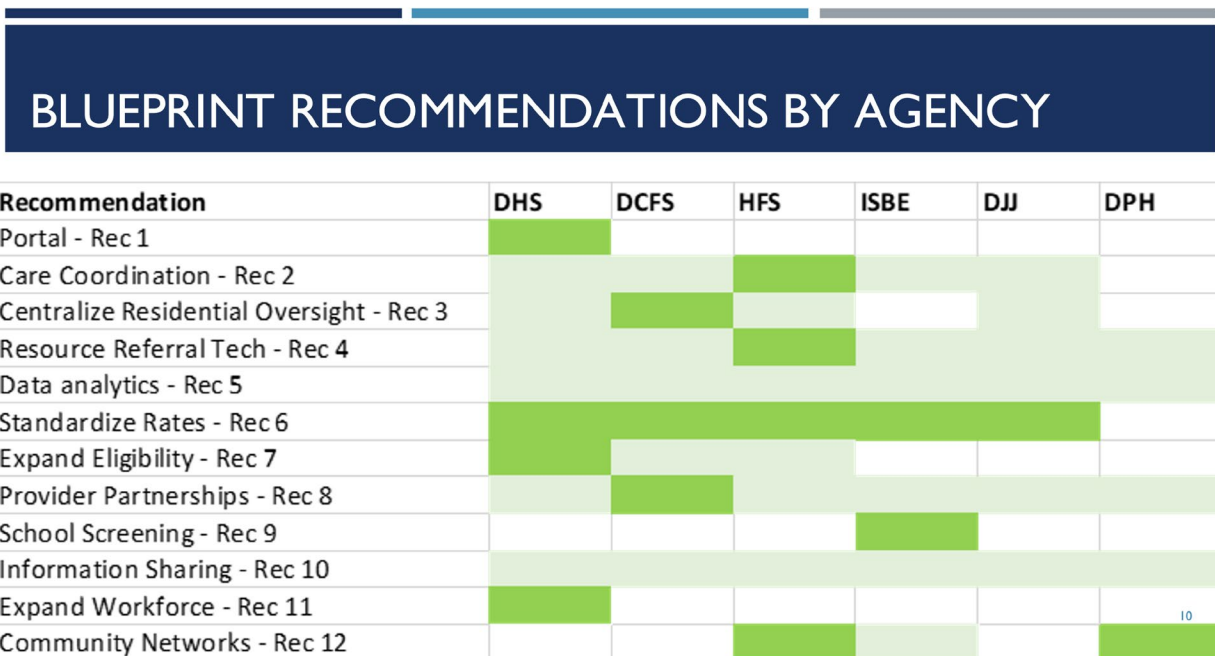 BLUEPRINT RECOMMENDATIONS BY AGENCY
Recommendation DHS DCFS HFS ISBE DJJ DPH
Portal - Rec 1
Care Coordination - Rec 2
Centralize Residential Oversight - Rec 3
Resource Referral Tech - Rec 4
Data analytics - Rec 5
Standardize Rates - Rec 6
Expand Eligibility - Rec 7
Provider Partnerships - Rec 8
School Screening - Rec 9
Information Sharing - Rec 10
Expand Workforce - Rec 11
10
Community Networks - Rec 12